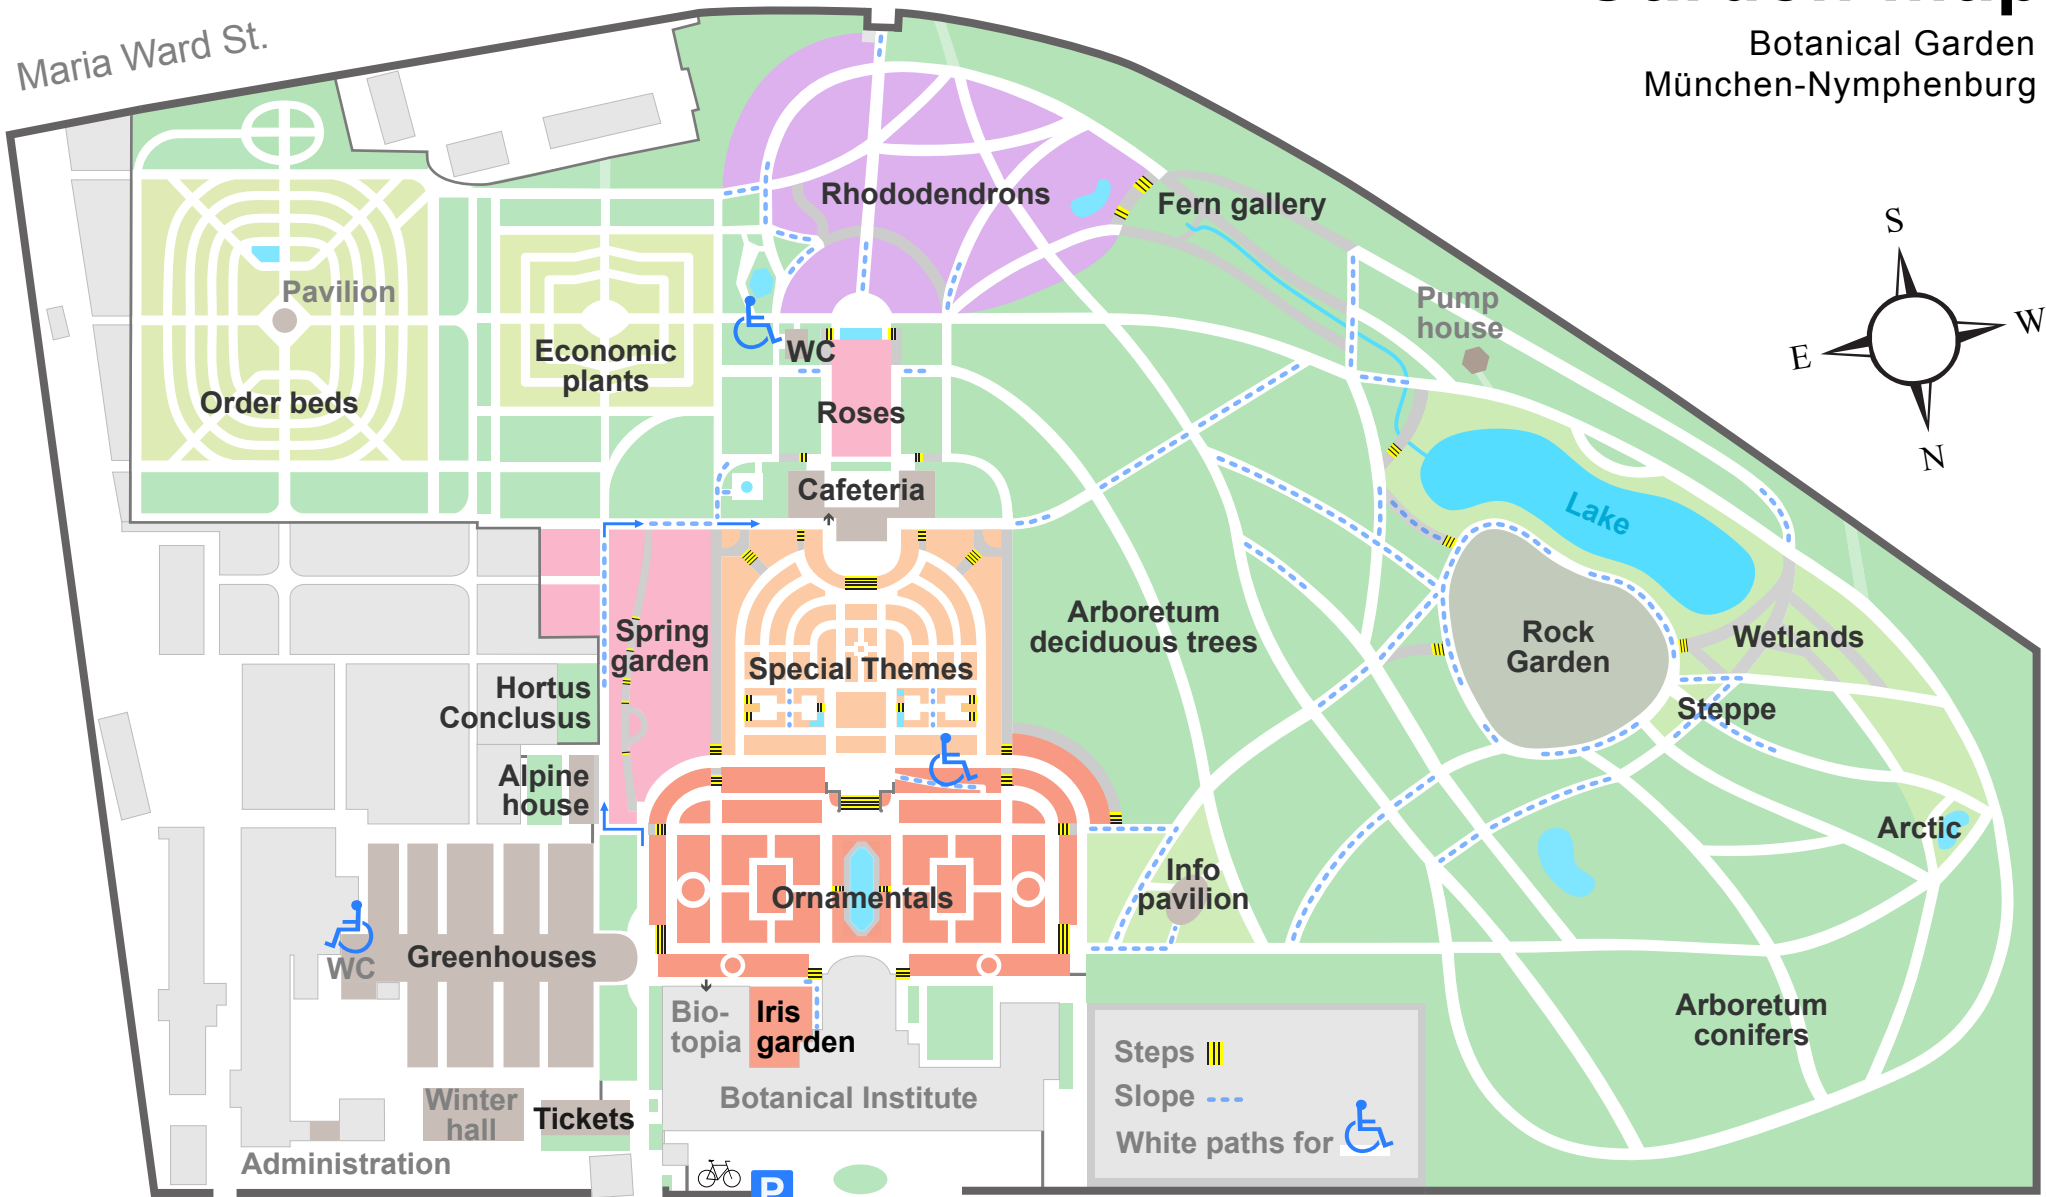 Garden Map
Botanical Garden
München-Nymphenburg
Maria Ward St.
Rhododendrons
Fern gallery
S
W
E
N
Pavilion
Pump
house
Economic
plants
WC
Order beds
Roses
Cafeteria
Lake
Arboretum
deciduous trees
Spring
garden
Special Themes
Rock
Garden
Wetlands
Hortus
Conclusus
Steppe
Alpine
house
Arctic
Info
pavilion
Ornamentals
Greenhouses
WC
Bio-
topia
Iris
garden
Arboretum
conifers
Steps
Slope
White paths for
Botanical Institute
Winter
hall
Tickets
Administration
P